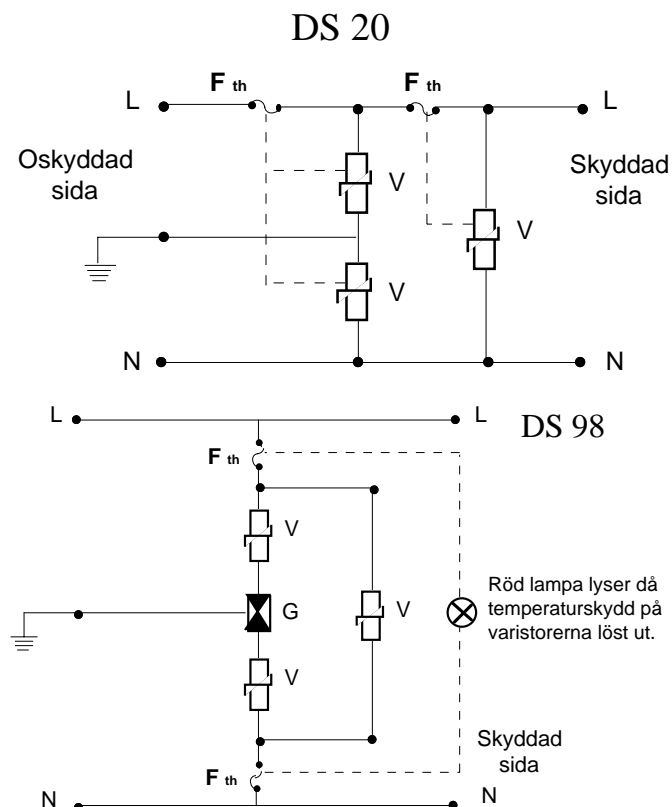 DS 20
F th
F th
L
L
Oskyddad
sida
V
Skyddad
sida
V
V
N
N
L
L
DS 98
F th
V
G
V
Röd lampa lyser då
temperaturskydd på
varistorerna löst ut.
V
Skyddad
sida
F th
N
N